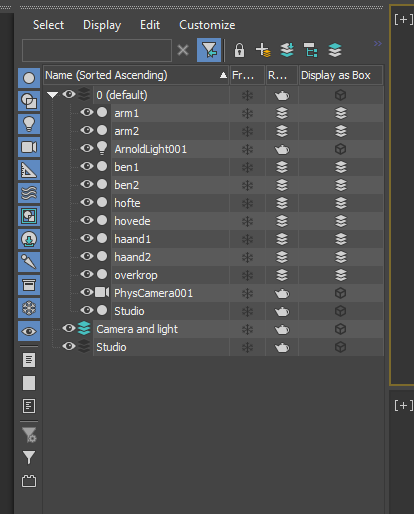 Select Display Edit Customize
Name (Sorted Ascending) Fr... R... Display as Box
0 (default)
arm1
arm2
ArnoldLight001
ben1
ben2
hofte
hovede
haand1
haand2
overkrop
PhysCamera001
Studio
Camera and light
Studio
[+]
[+]